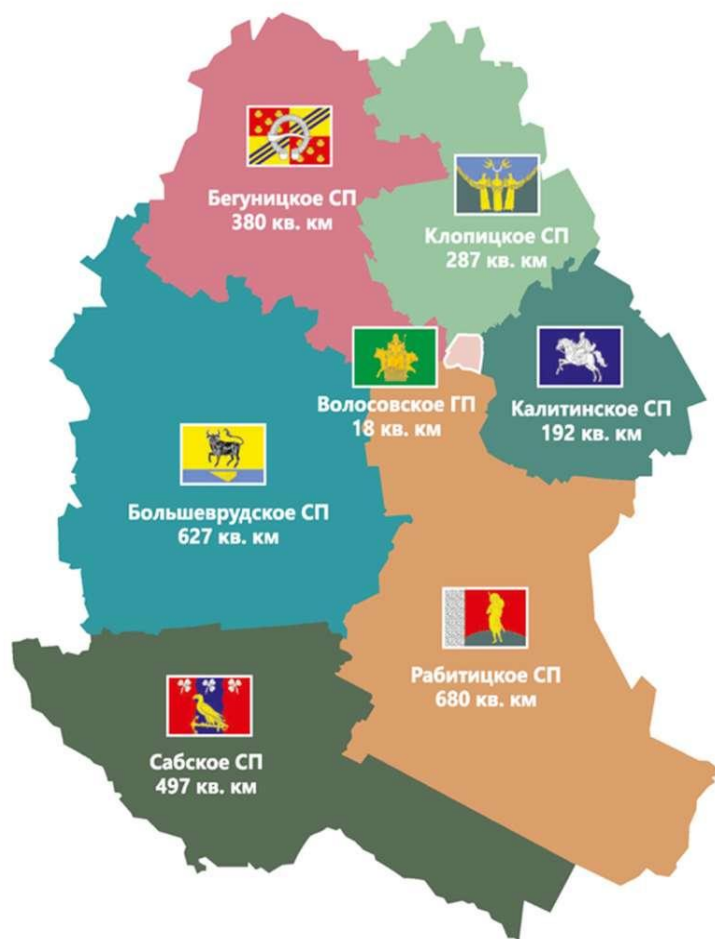 Бегуницкое СП
380 кв. км
Клопицкое СП
287 кв. км
Волосовское ГП
18 кв. км
Калитинское СП
192 кв. км
Большеврудское СП
627 кв. км
Рабитицкое СП
680 кв. км
Сабское СП
497 кв. км